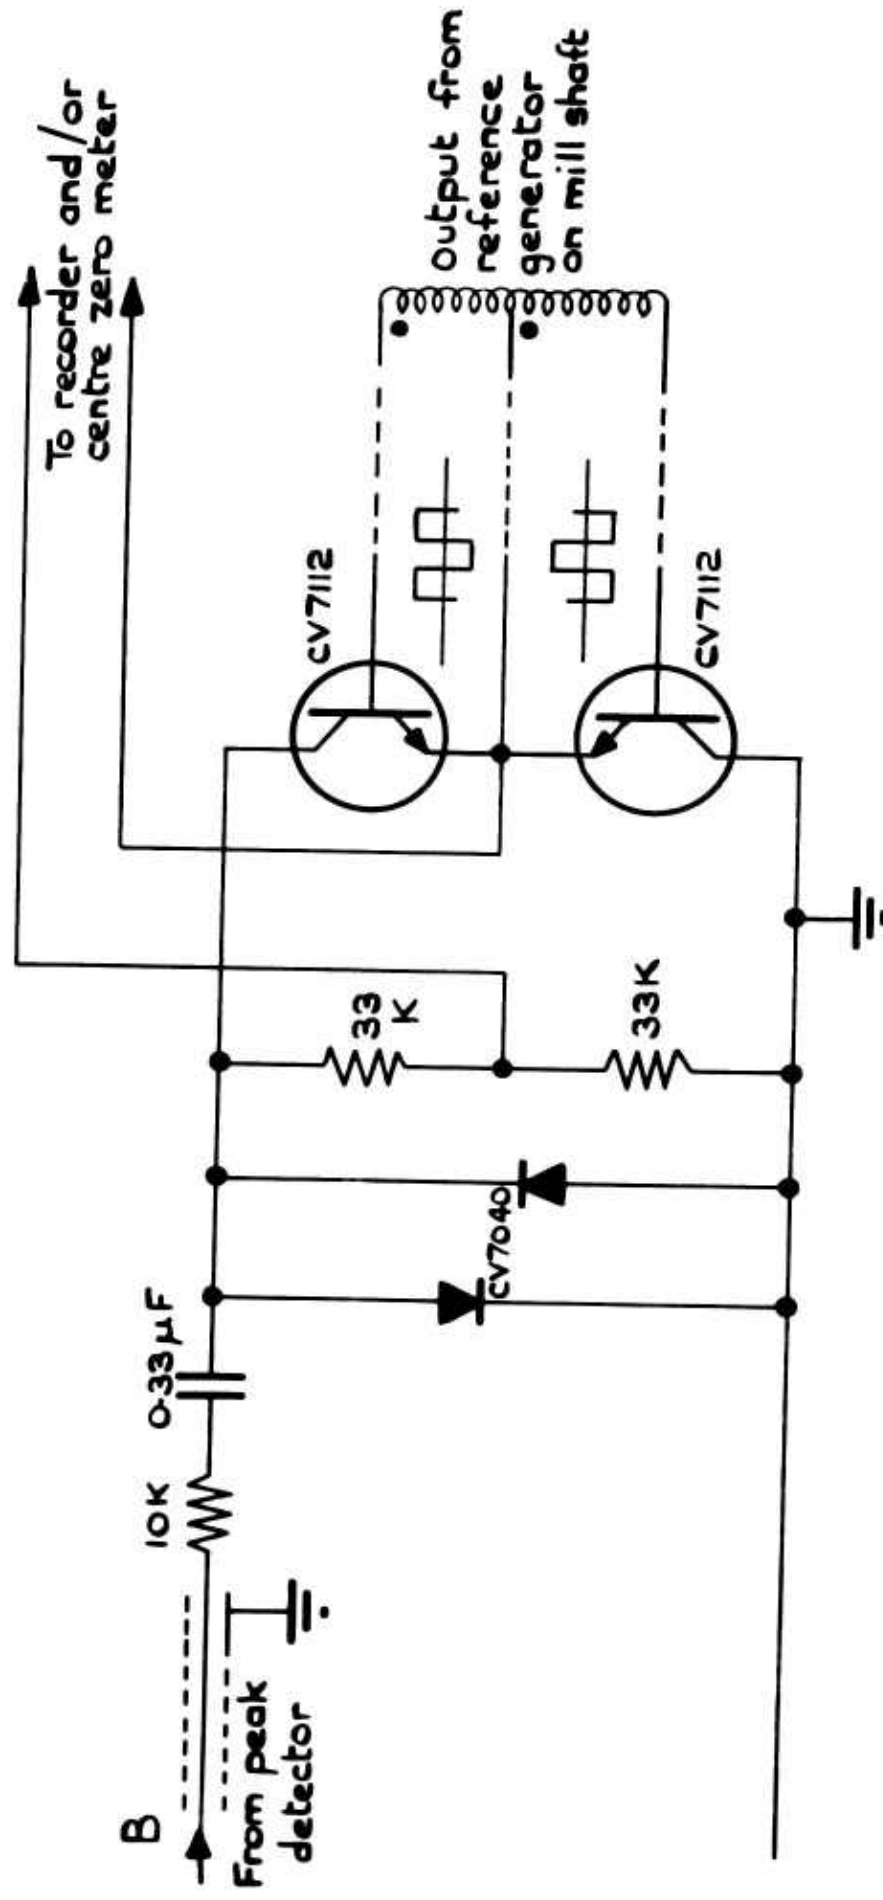 B
From peak
detector
10K
0·33μF
CV7040
33
K
33K
To recorder and/or
centre zero meter
CV7112
CV7112
Output from
reference
generator
on mill shaft